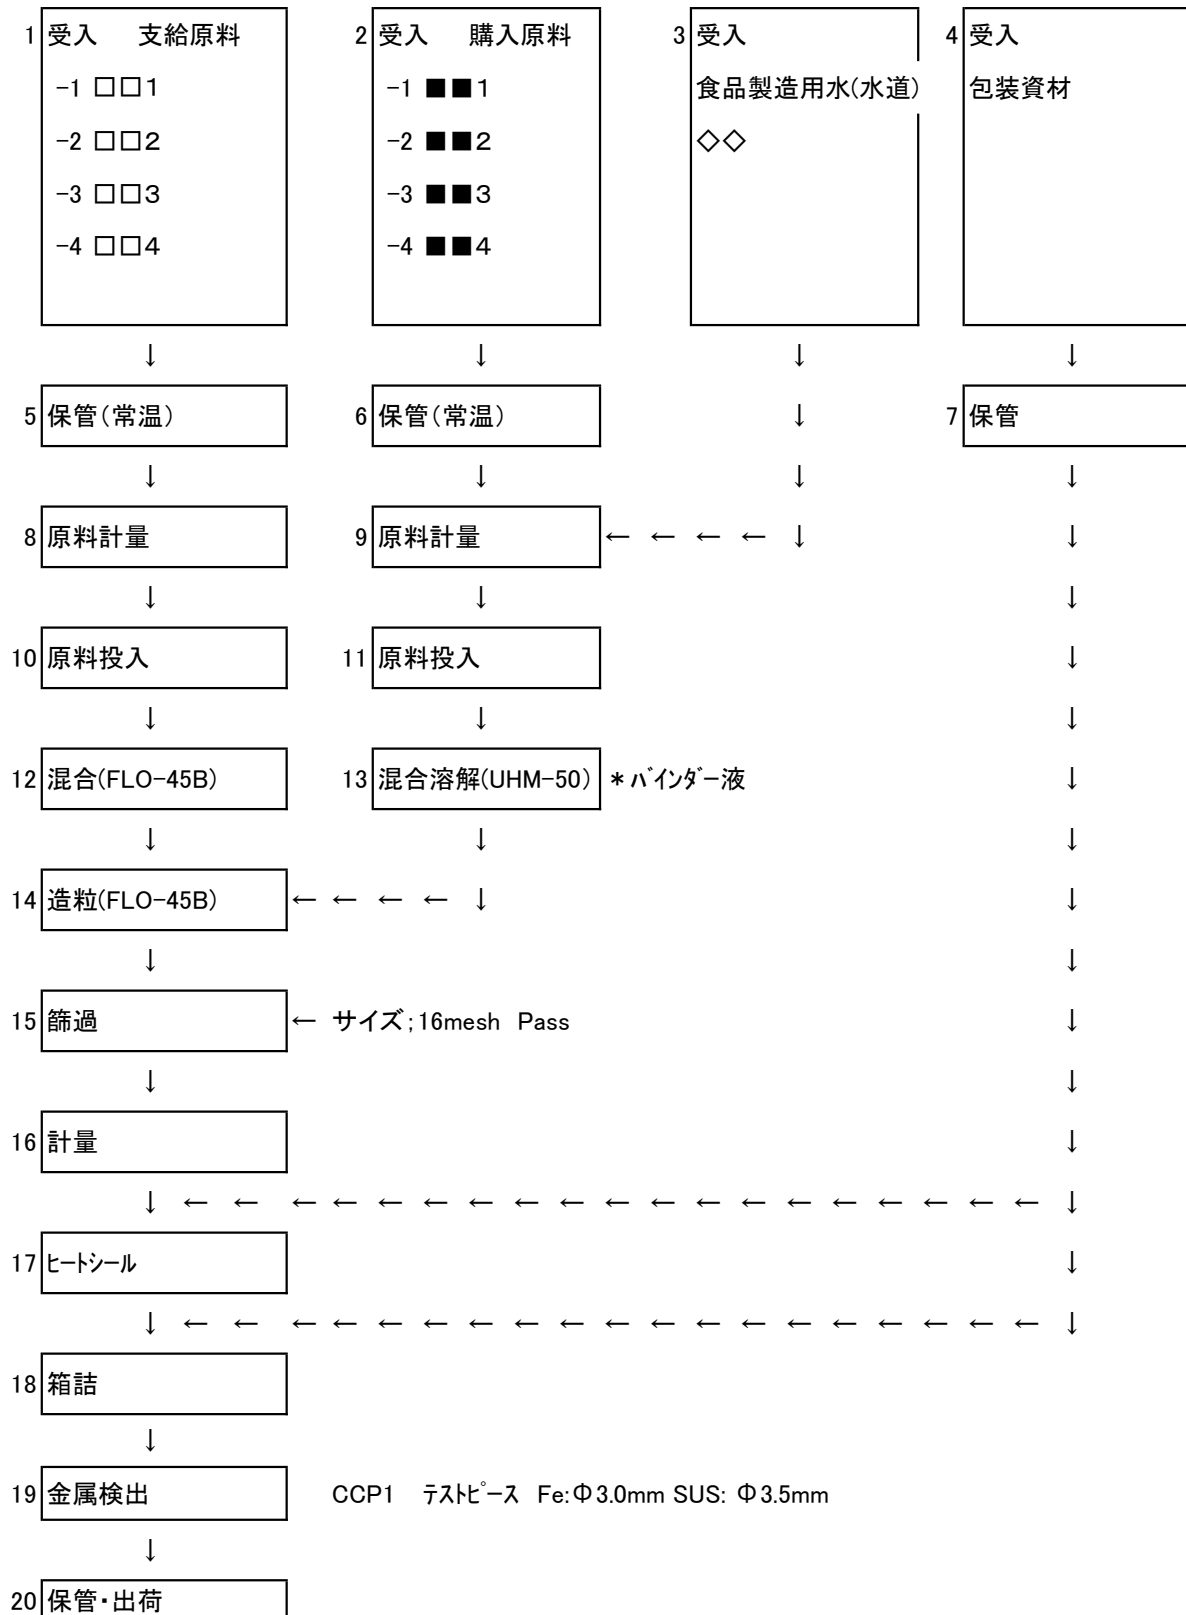 1 受入 支給原料 2 受入 購入原料 3 受入 4 受入
-1 □□1 -1 ■■1 食品製造用水(水道) 包装資材
-2 □□2 -2 ■■2 ◇◇
-3 □□3 -3 ■■3
-4 □□4 -4 ■■4
↓ ↓ ↓ ↓
5 保管(常温) 6 保管(常温) ↓ 7 保管
↓ ↓ ↓ ↓
8 原料計量 9 原料計量 ← ← ← ← ↓ ↓
↓ ↓ ↓
10 原料投入 11 原料投入 ↓
↓ ↓ ↓
12 混合(FLO-45B) 13 混合溶解(UHM-50) *バインダー液 ↓
↓ ↓ ↓
14 造粒(FLO-45B) ← ← ← ← ↓ ↓
↓ ↓
15 篩過 ← サイズ;16mesh Pass ↓
↓ ↓
16 計量 ↓
↓ ← ← ← ← ← ← ← ← ← ← ← ← ← ← ← ← ← ← ← ↓
17 ヒートシール ↓
↓ ← ← ← ← ← ← ← ← ← ← ← ← ← ← ← ← ← ← ← ↓
18 箱詰
↓
19 金属検出 CCP1 テストピース Fe:Φ3.0mm SUS: Φ3.5mm
↓
20 保管・出荷